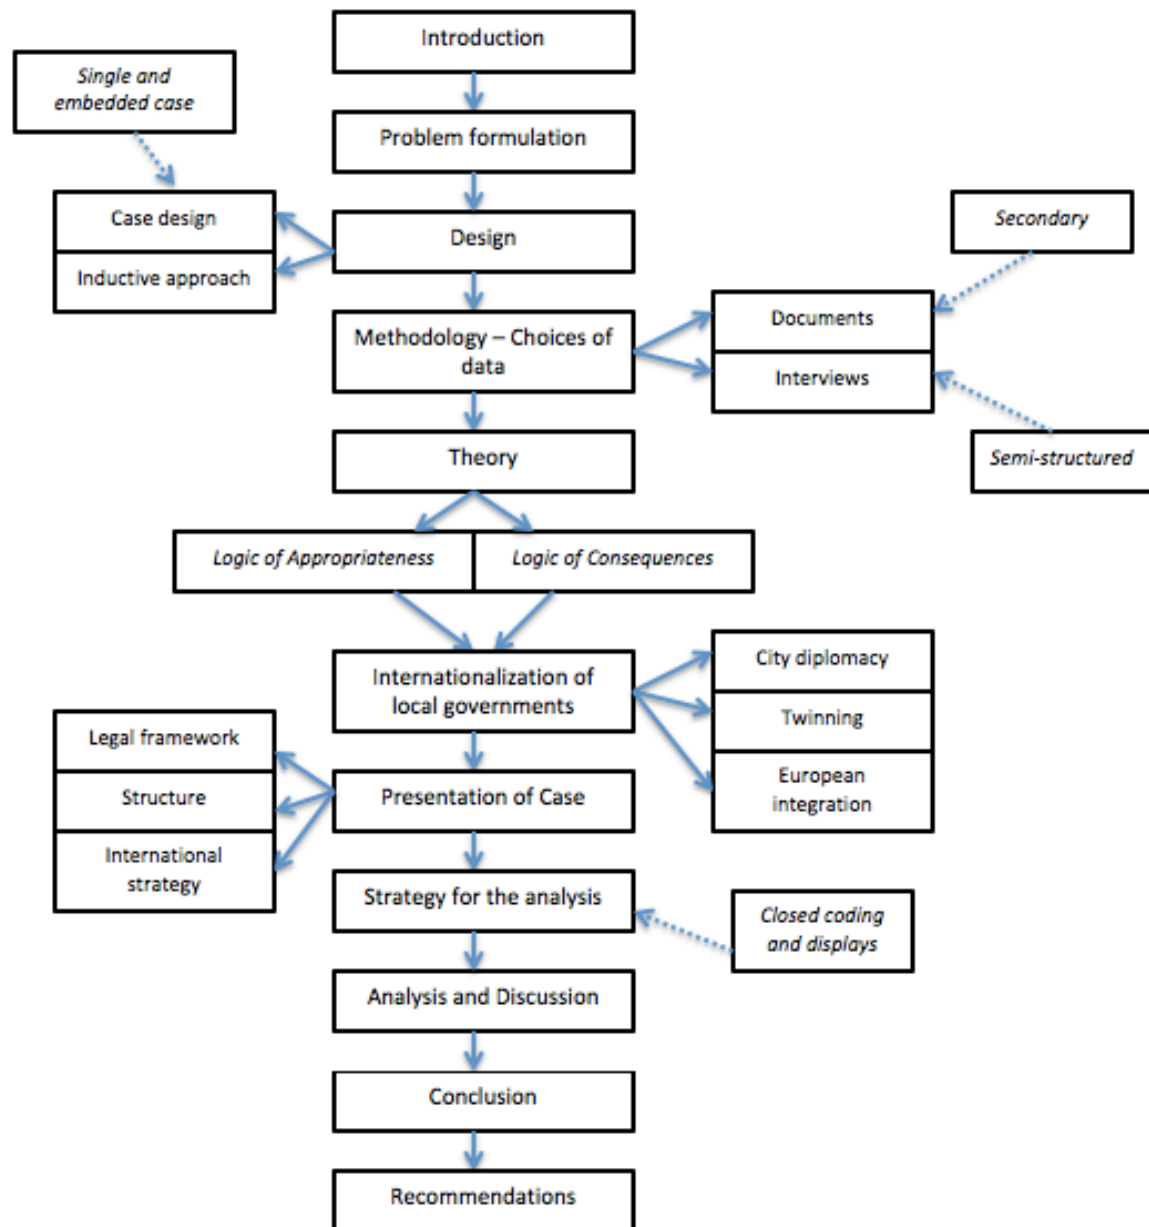 Introduction
Single and
embedded case
Problem formulation
Case design
Inductive approach
Design
Secondary
Methodology – Choices of
data
Documents
Interviews
Theory
Semi-structured
Logic of Appropriateness
Logic of Consequences
Internationalization of
local governments
City diplomacy
Twinning
European
integration
Legal framework
Structure
International
strategy
Presentation of Case
Strategy for the analysis
Closed coding
and displays
Analysis and Discussion
Conclusion
Recommendations